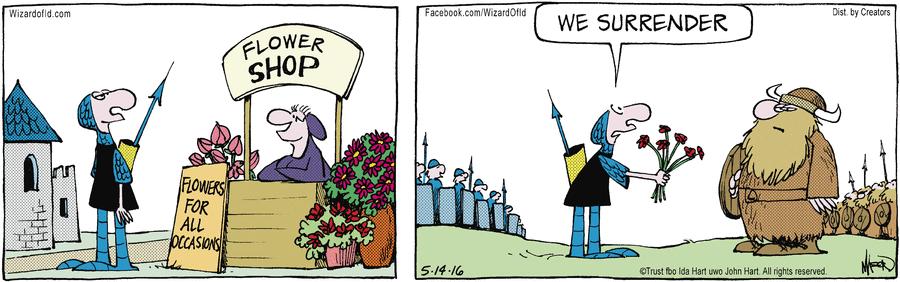 Wizardofid.com
FLOWER
SHOP
FLOWERS
FOR
ALL
OCCASIONS
Facebook.com/WizardOfId
Dist. by Creators
WE SURRENDER
5-14-16
©Trust fbo Ida Hart uwo John Hart. All rights reserved.